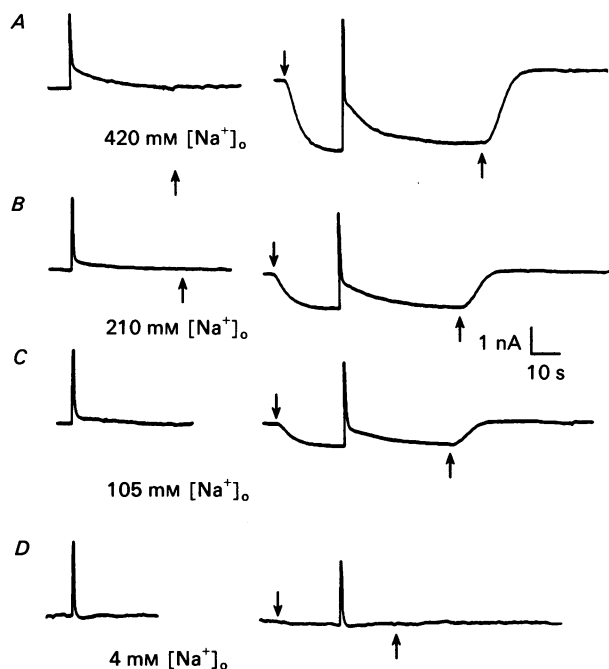 A
420 mM [Na⁺]ₒ
B
210 mM [Na⁺]ₒ
1 nA
10 s
C
105 mM [Na⁺]ₒ
D
4 mM [Na⁺]ₒ